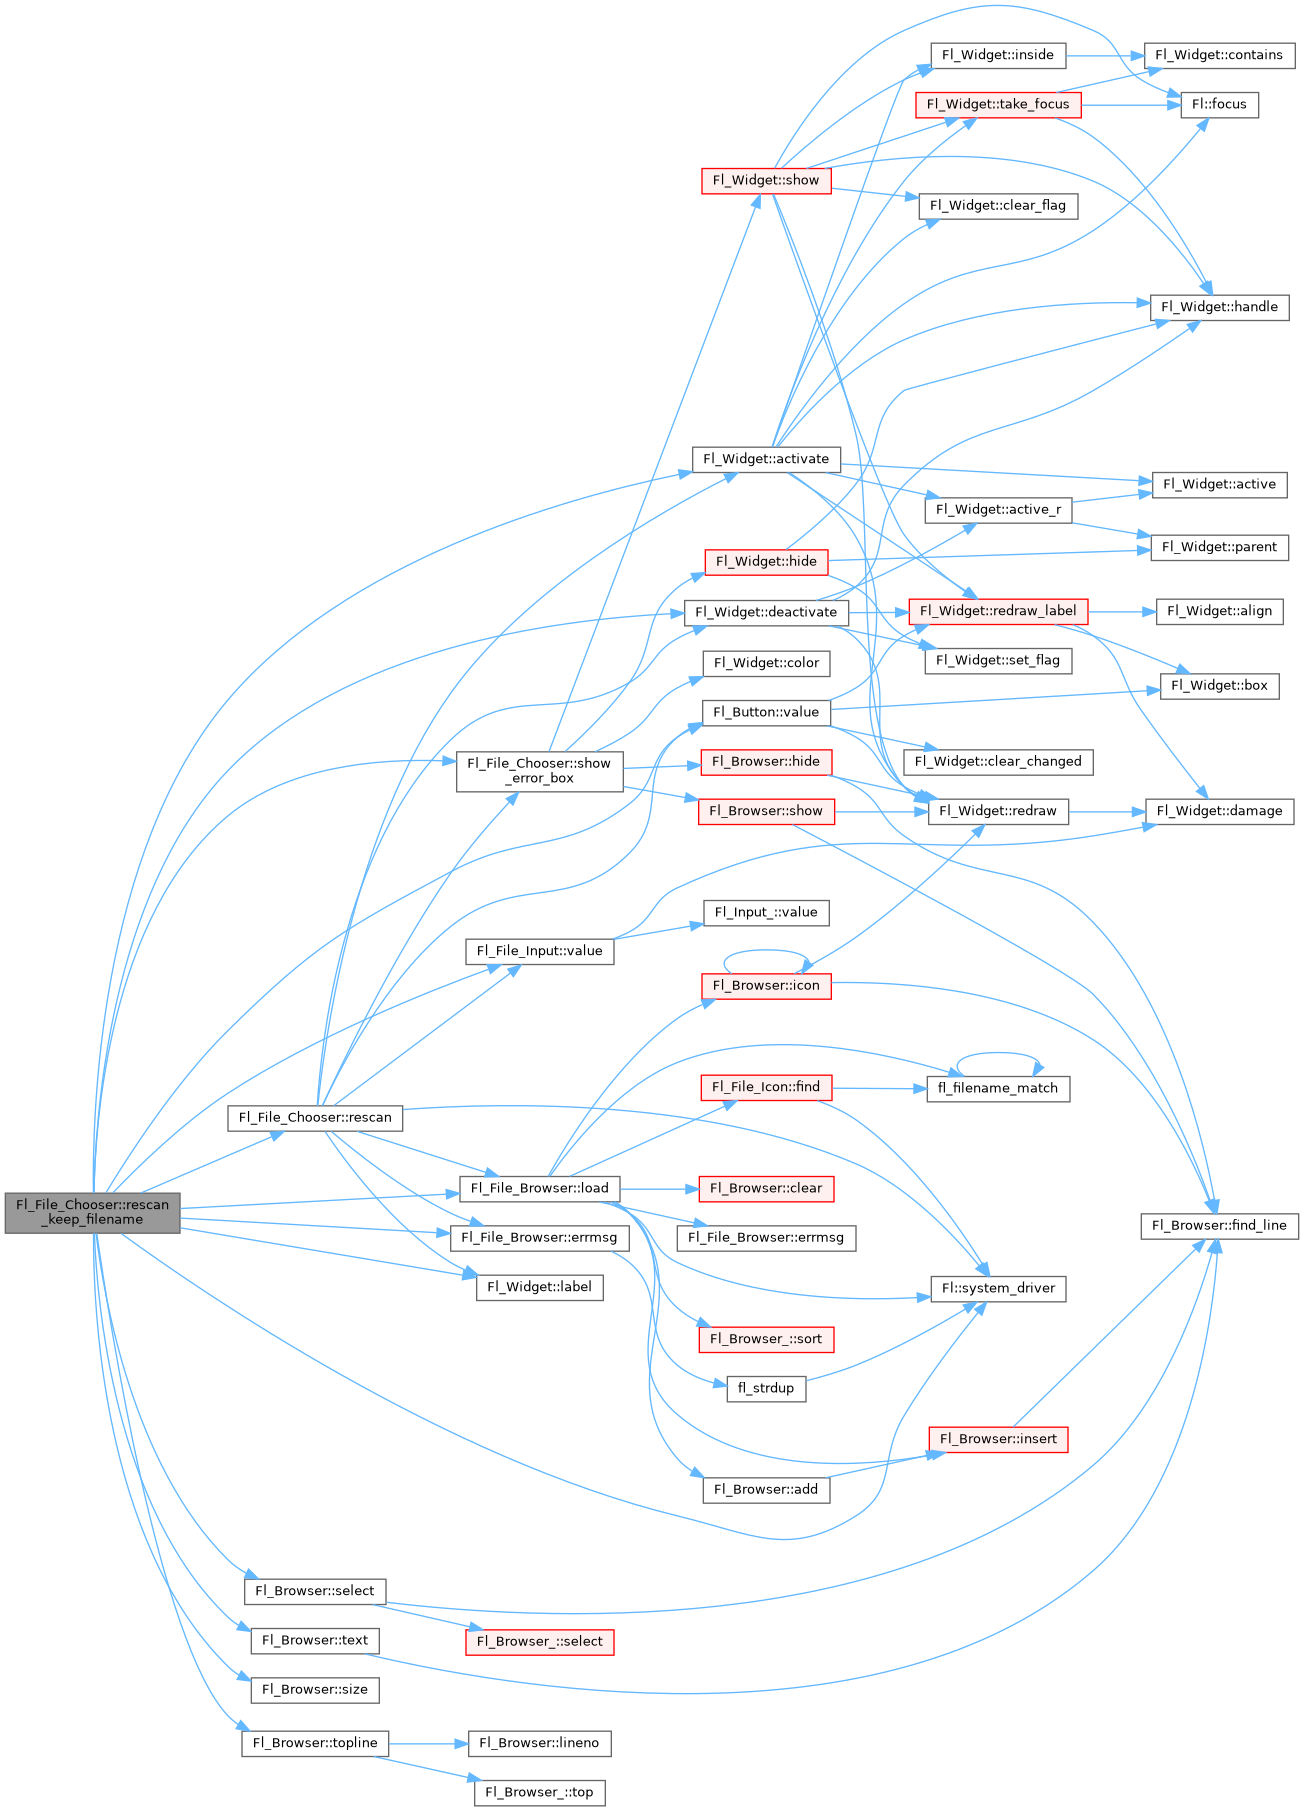 Fl_Widget::inside
Fl_Widget::contains
Fl_Widget::take_focus
Fl::focus
Fl_Widget::show
Fl_Widget::clear_flag
Fl_Widget::handle
Fl_Widget::activate
Fl_Widget::active
Fl_Widget::active_r
Fl_Widget::parent
Fl_Widget::hide
Fl_Widget::deactivate
Fl_Widget::redraw_label
Fl_Widget::align
Fl_Widget::color
Fl_Widget::set_flag
Fl_Widget::box
Fl_Button::value
Fl_File_Chooser::show
_error_box
Fl_Browser::hide
Fl_Widget::clear_changed
Fl_Browser::show
Fl_Widget::redraw
Fl_Widget::damage
Fl_Input_::value
Fl_File_Input::value
Fl_Browser::icon
Fl_File_Icon::find
fl_filename_match
Fl_File_Chooser::rescan
Fl_File_Browser::load
Fl_Browser::clear
Fl_File_Chooser::rescan
_keep_filename
Fl_Browser::find_line
Fl_File_Browser::errmsg
Fl_File_Browser::errmsg
Fl_Widget::label
Fl::system_driver
Fl_Browser_::sort
fl_strdup
Fl_Browser::insert
Fl_Browser::add
Fl_Browser::select
Fl_Browser::text
Fl_Browser_::select
Fl_Browser::size
Fl_Browser::topline
Fl_Browser::lineno
Fl_Browser_::top